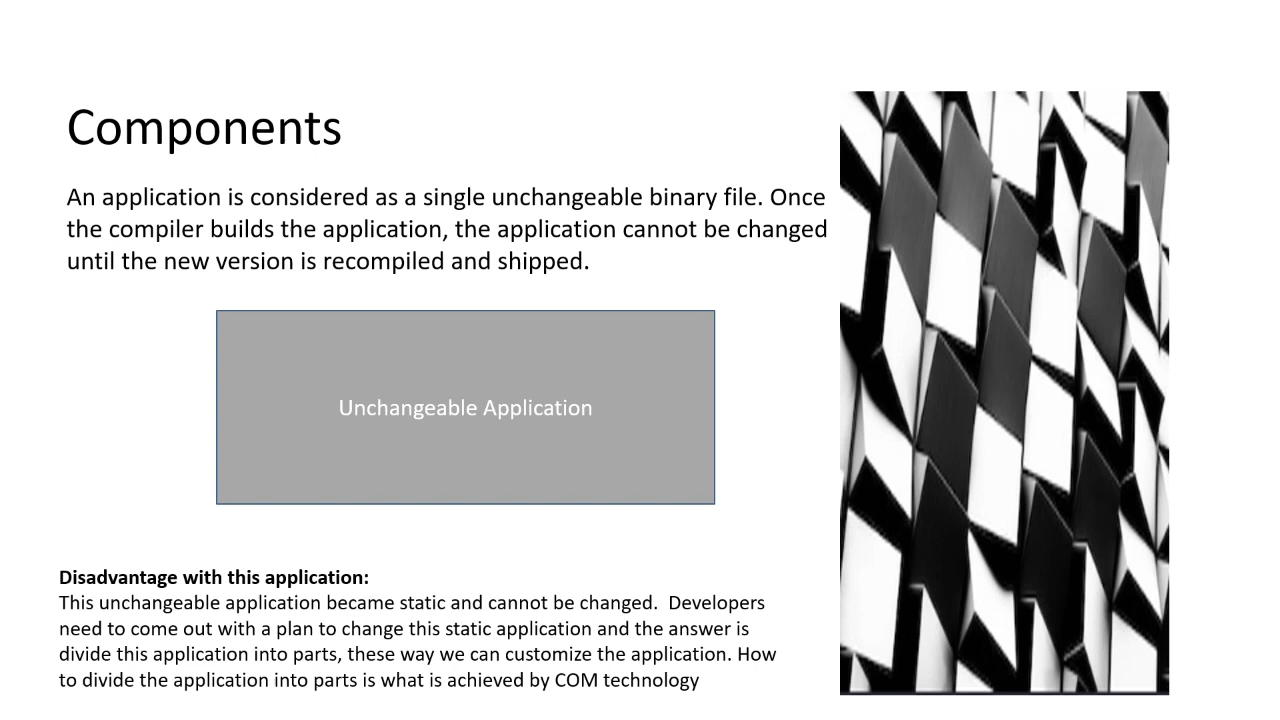 Components
An application is considered as a single unchangeable binary file. Once
the compiler builds the application, the application cannot be changed
until the new version is recompiled and shipped.
Unchangeable Application
Disadvantage with this application:
This unchangeable application became static and cannot be changed.  Developers
need to come out with a plan to change this static application and the answer is
divide this application into parts, these way we can customize the application. How
to divide the application into parts is what is achieved by COM technology